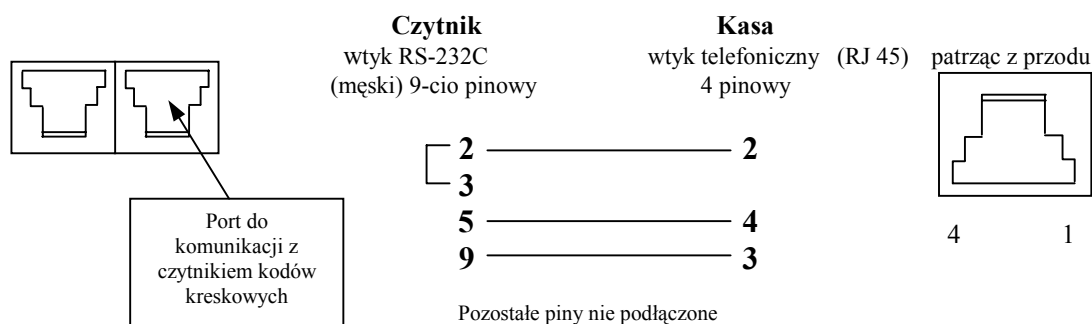 Czytnik Kasa
wtyk RS-232C wtyk telefoniczny (RJ 45) patrząc z przodu
(męski) 9-cio pinowy 4 pinowy
2 2
3
5 4
9 3
4 1
Port do
komunikacji z
czytnikiem kodów
kreskowych
Pozostałe piny nie podłączone